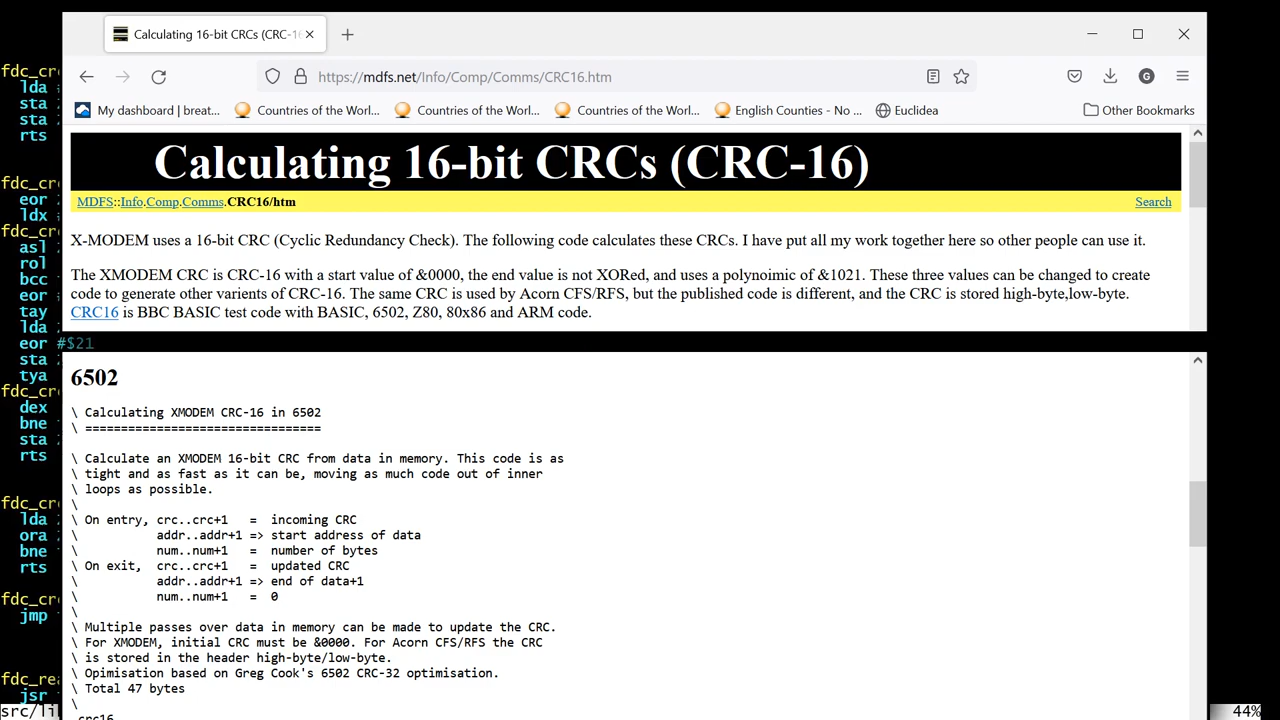 Calculating 16-bit CRCs (CRC-1
https://mdfs.net/Info/Comp/Comms/CRC16.htm
G
My dashboard | breat... Countries of the Worl... Countries of the Worl... Countries of the Worl... English Counties - No ... Euclidea Other Bookmarks
Calculating 16-bit CRCs (CRC-16)
MDFS::Info.Comp.Comms.CRC16/htm Search
X-MODEM uses a 16-bit CRC (Cyclic Redundancy Check). The following code calculates these CRCs. I have put all my work together here so other people can use it.
The XMODEM CRC is CRC-16 with a start value of &0000, the end value is not XORed, and uses a polynoimic of &1021. These three values can be changed to create
code to generate other varients of CRC-16. The same CRC is used by Acorn CFS/RFS, but the published code is different, and the CRC is stored high-byte,low-byte.
CRC16 is BBC BASIC test code with BASIC, 6502, Z80, 80x86 and ARM code.
6502
\ Calculating XMODEM CRC-16 in 6502
\ =================================
\ Calculate an XMODEM 16-bit CRC from data in memory. This code is as
\ tight and as fast as it can be, moving as much code out of inner
\ loops as possible.
\
\ On entry, crc..crc+1 = incoming CRC
\ addr..addr+1 => start address of data
\ num..num+1 = number of bytes
\ On exit, crc..crc+1 = updated CRC
\ addr..addr+1 => end of data+1
\ num..num+1 = 0
\
\ Multiple passes over data in memory can be made to update the CRC.
\ For XMODEM, initial CRC must be &0000. For Acorn CFS/RFS the CRC
\ is stored in the header high-byte/low-byte.
\ Opimisation based on Greg Cook's 6502 CRC-32 optimisation.
\ Total 47 bytes
\
crc16
fdc_cr
lda
sta
sta
rts
fdc_cr
eor
ldx
fdc_cr
asl
rol
bcc
eor
tay
lda
eor #$21
sta
tya
fdc_cr
dex
bne
sta
rts
fdc_cr
lda
ora
bne
rts
fdc_cr
jmp
fdc_rea
jsr
src/li 44%